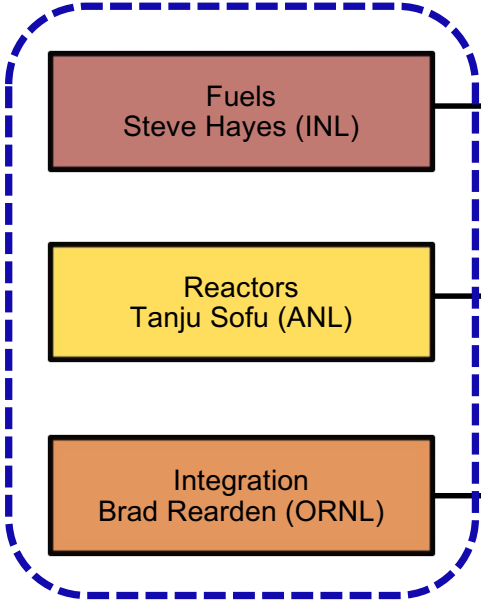 Fuels
Steve Hayes (INL)
Reactors
Tanju Sofu (ANL)
Integration
Brad Rearden (ORNL)